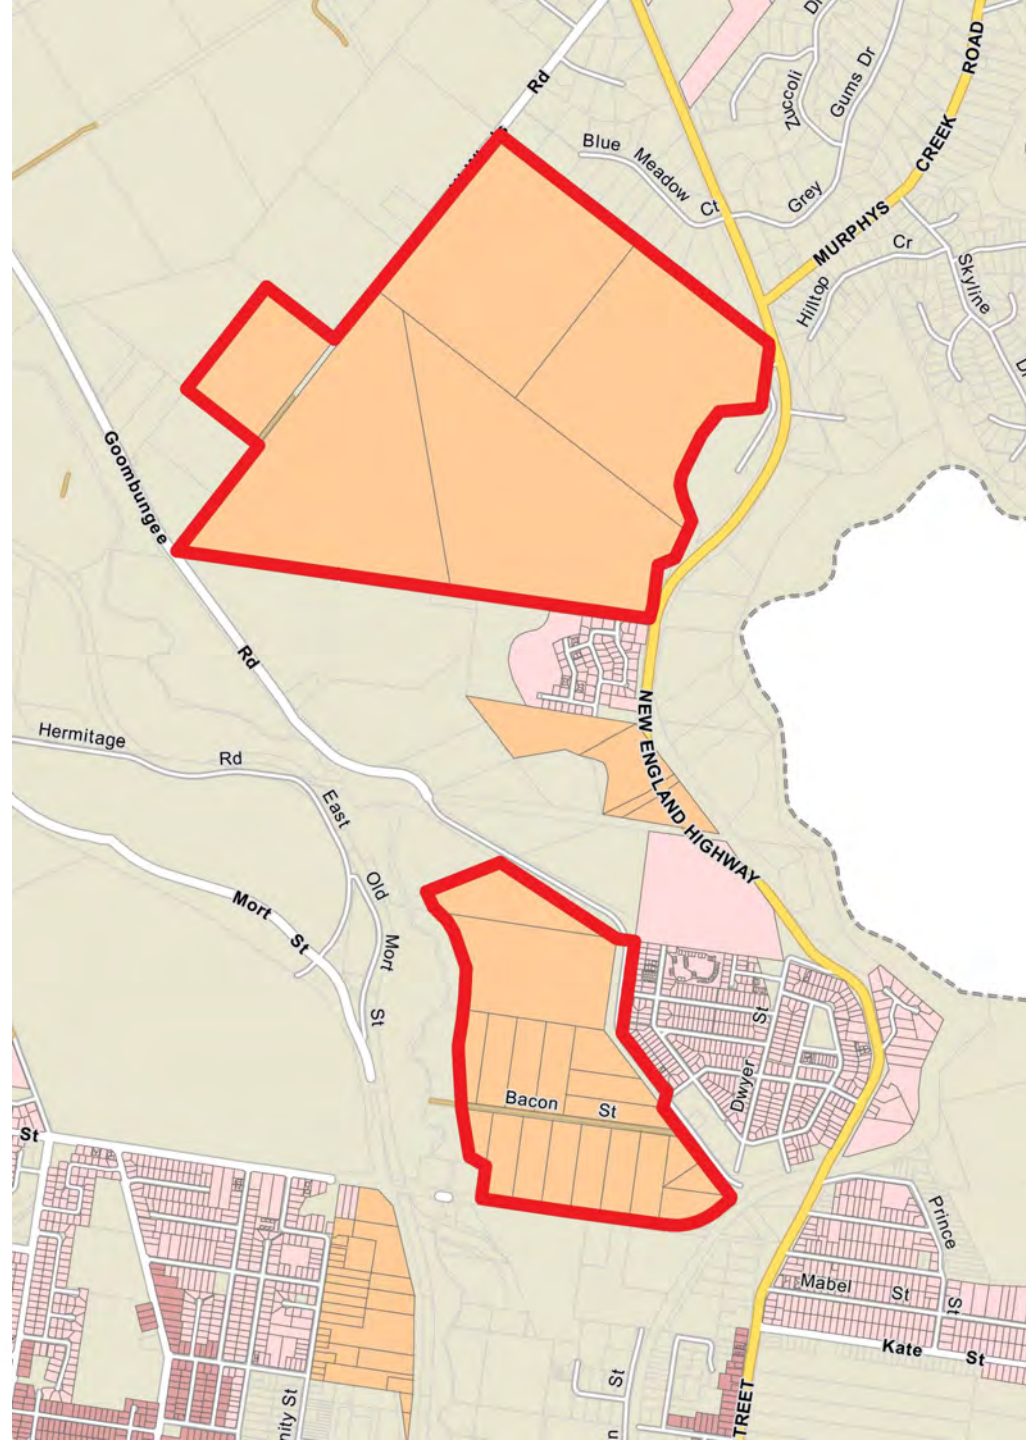 Rd
Zuccoli
Gums Dr
ROAD
CREEK
MURPHYS
Blue Meadow Ct
Grey
Hilltop
Cr
Skyline
Goombungee
Rd
Hermitage
Rd
NEW ENGLAND HIGHWAY
East
Old
Mort
St
Mort
St
St
Dwyer
Bacon
St
St
Prince
St
Mabel
St
Kate
St
St